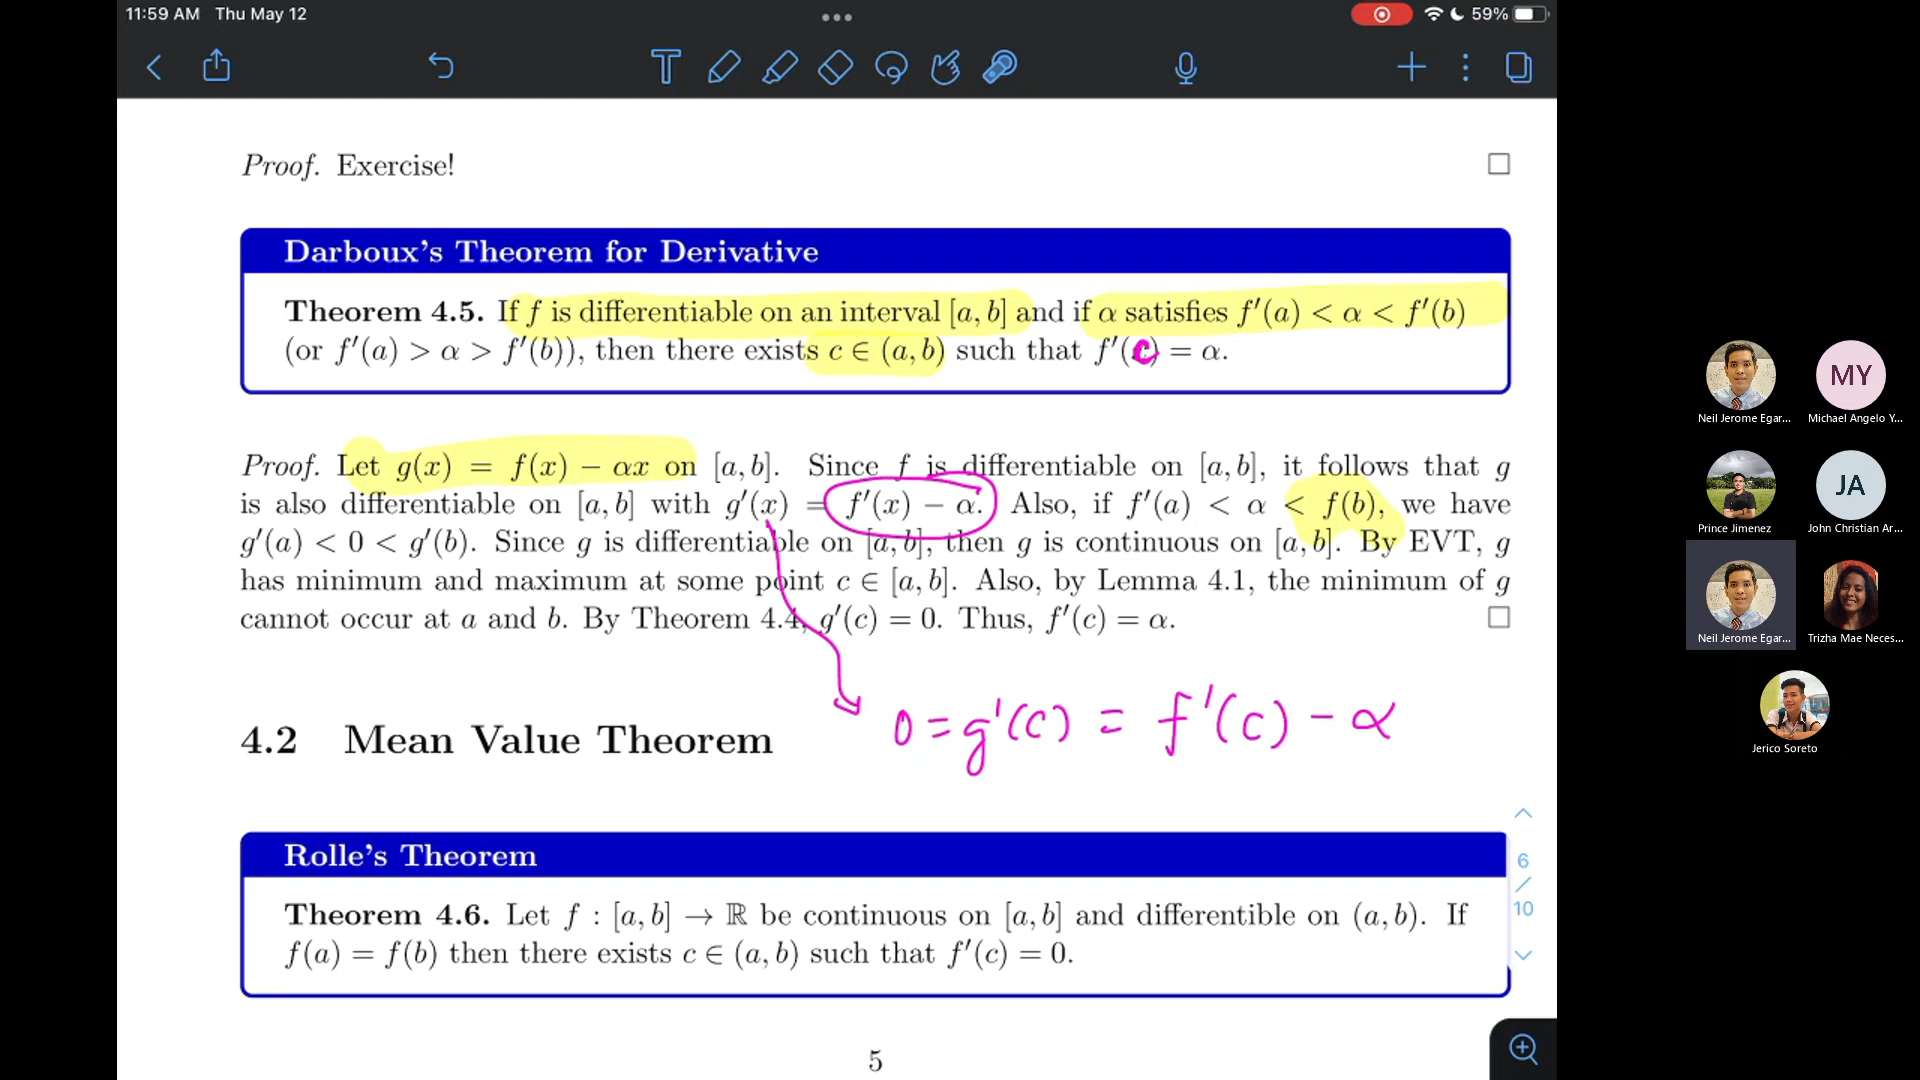 11:59 AM Thu May 12
59%
Proof. Exercise! □
Darboux's Theorem for Derivative
Theorem 4.5. If f is differentiable on an interval [a, b] and if α satisfies f′(a) < α < f′(b)
(or f′(a) > α > f′(b)), then there exists c ∈ (a, b) such that f′(c) = α.
Proof. Let g(x) = f(x) − αx on [a, b]. Since f is differentiable on [a, b], it follows that g
is also differentiable on [a, b] with g′(x) = f′(x) − α. Also, if f′(a) < α < f(b), we have
g′(a) < 0 < g′(b). Since g is differentiable on [a, b], then g is continuous on [a, b]. By EVT, g
has minimum and maximum at some point c ∈ [a, b]. Also, by Lemma 4.1, the minimum of g
cannot occur at a and b. By Theorem 4.4, g′(c) = 0. Thus, f′(c) = α. □
0 = g'(c) = f'(c) − α
4.2 Mean Value Theorem
Rolle's Theorem
Theorem 4.6. Let f : [a, b] → ℝ be continuous on [a, b] and differentible on (a, b). If
f(a) = f(b) then there exists c ∈ (a, b) such that f′(c) = 0.
5
6
/
10
MY
Neil Jerome Egar...
Michael Angelo Y...
JA
Prince Jimenez
John Christian Ar...
Neil Jerome Egar...
Trizha Mae Neces...
Jerico Soreto